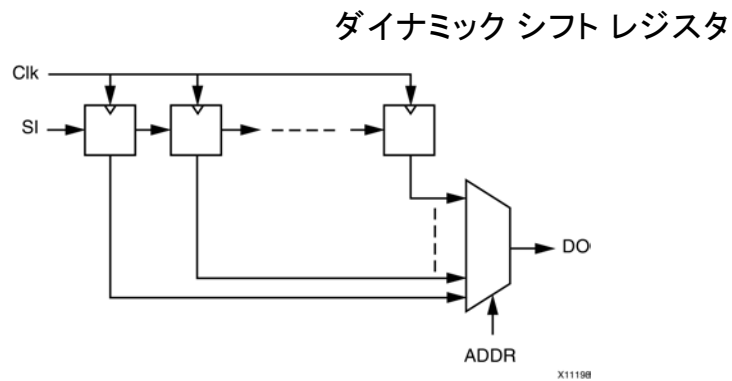 ダイナミック シフト レジスタ
Clk
SI
DO
ADDR
X11198